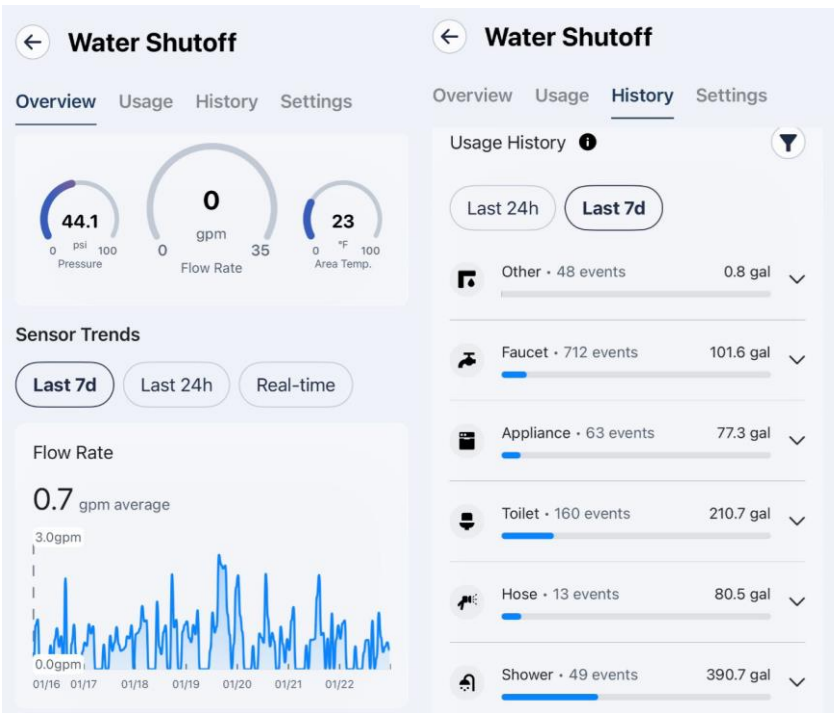 Water Shutoff
Overview Usage History Settings
44.1
psi
0 100
Pressure
0
gpm
0 35
Flow Rate
23
°F
0 100
Area Temp.
Sensor Trends
Last 7d Last 24h Real-time
Flow Rate
0.7 gpm average
3.0gpm
0.0gpm
01/16 01/17 01/18 01/19 01/20 01/21 01/22
Water Shutoff
Overview Usage History Settings
Usage History i
Last 24h Last 7d
Other • 48 events 0.8 gal
Faucet • 712 events 101.6 gal
Appliance • 63 events 77.3 gal
Toilet • 160 events 210.7 gal
Hose • 13 events 80.5 gal
Shower • 49 events 390.7 gal